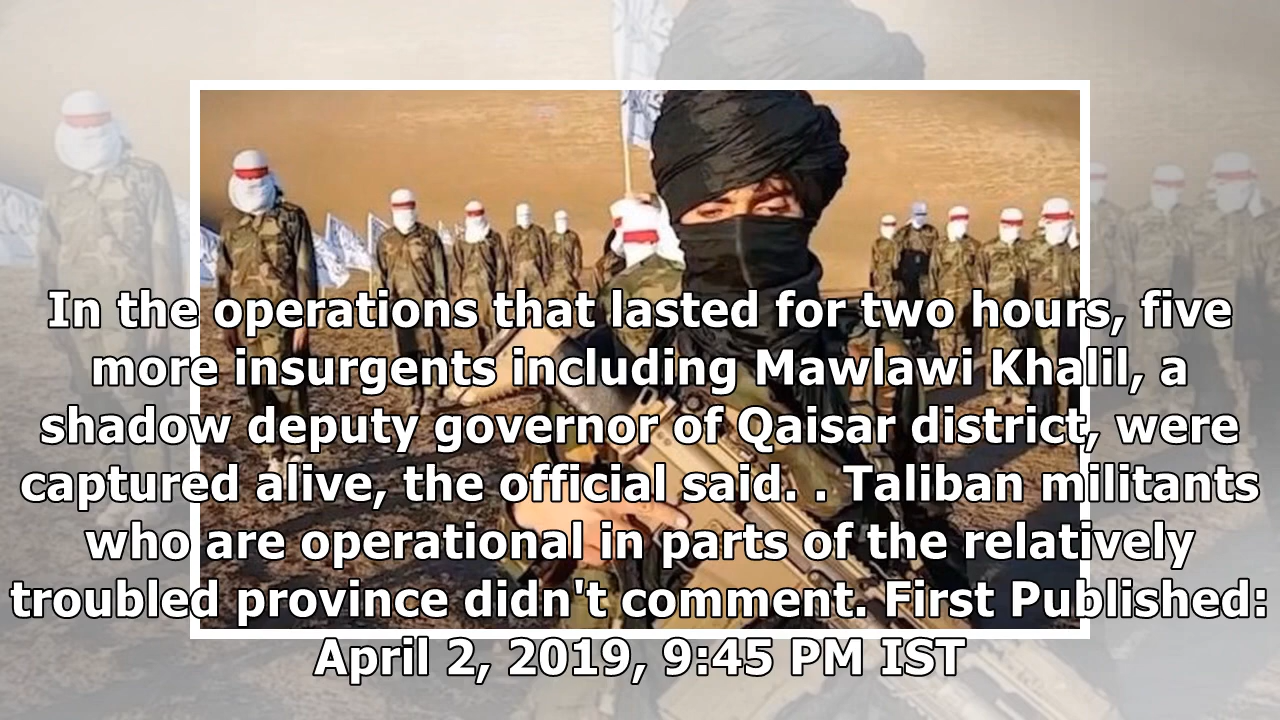 In the operations that lasted for two hours, five
more insurgents including Mawlawi Khalil, a
shadow deputy governor of Qaisar district, were
captured alive, the official said. . Taliban militants
who are operational in parts of the relatively
troubled province didn't comment. First Published:
April 2, 2019, 9:45 PM IST